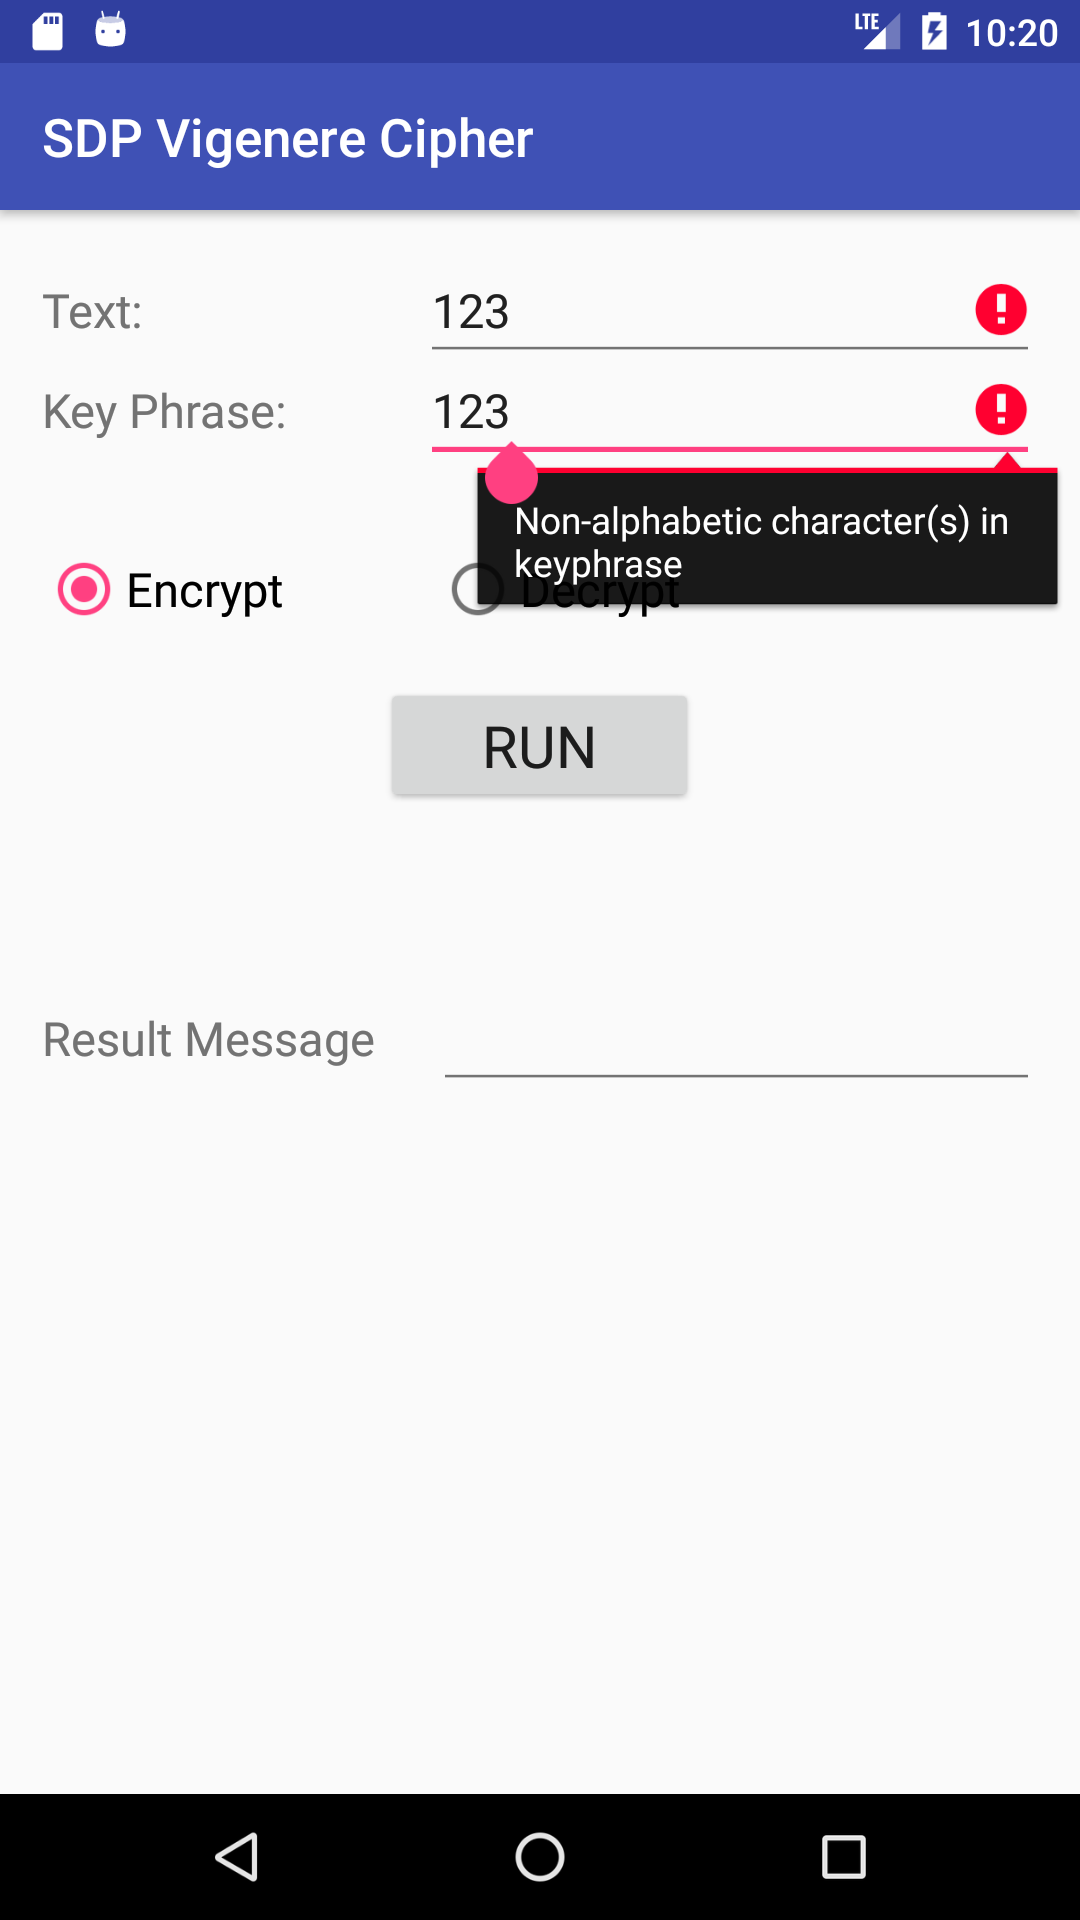 LTE 10:20
SDP Vigenere Cipher
Text: 123
Key Phrase: 123
Non-alphabetic character(s) in
keyphrase
Encrypt Decrypt
RUN
Result Message